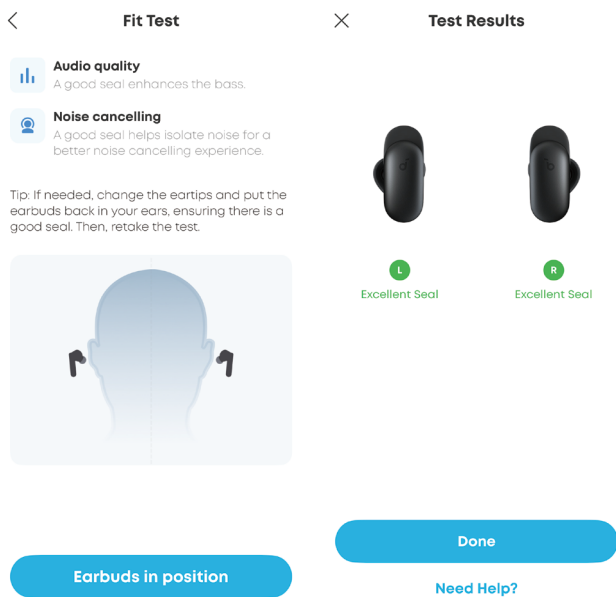 Fit Test
Audio quality
A good seal enhances the bass.
Noise cancelling
A good seal helps isolate noise for a
better noise cancelling experience.
Tip: If needed, change the eartips and put the
earbuds back in your ears, ensuring there is a
good seal. Then, retake the test.
Earbuds in position
Test Results
L
Excellent Seal
R
Excellent Seal
Done
Need Help?